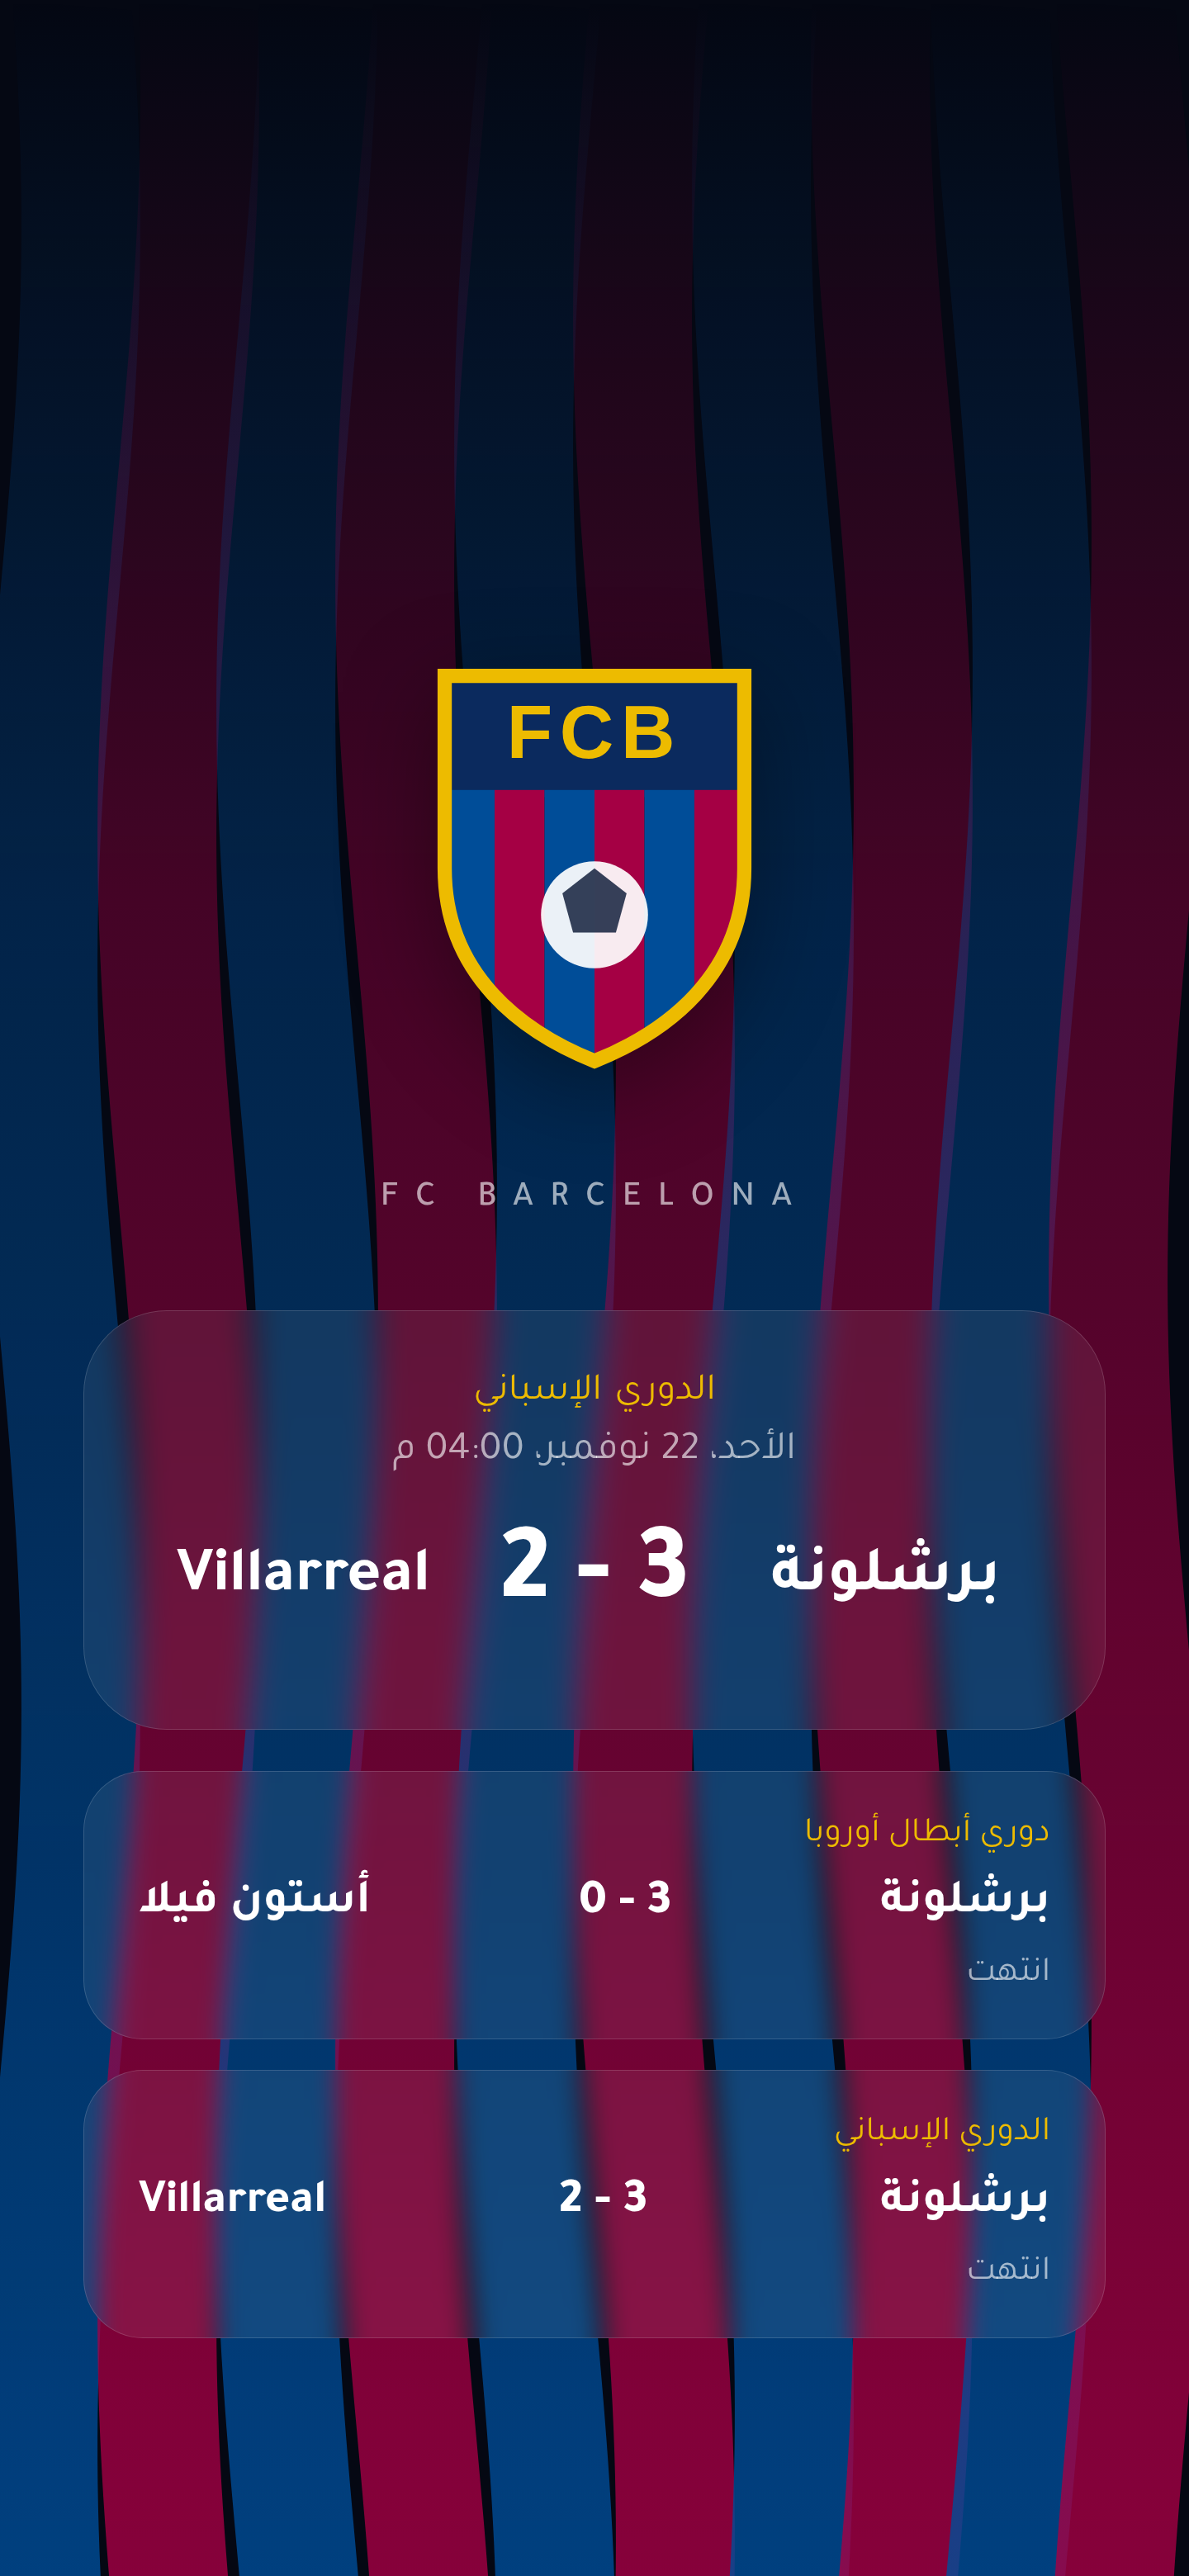 FCB
FC BARCELONA
الدوري الإسباني
الأحد، 22 نوفمبر، 04:00 م
برشلونة 3 - 2 Villarreal
دوري أبطال أوروبا
برشلونة 3 - 0 أستون فيلا
انتهت
الدوري الإسباني
برشلونة 3 - 2 Villarreal
انتهت